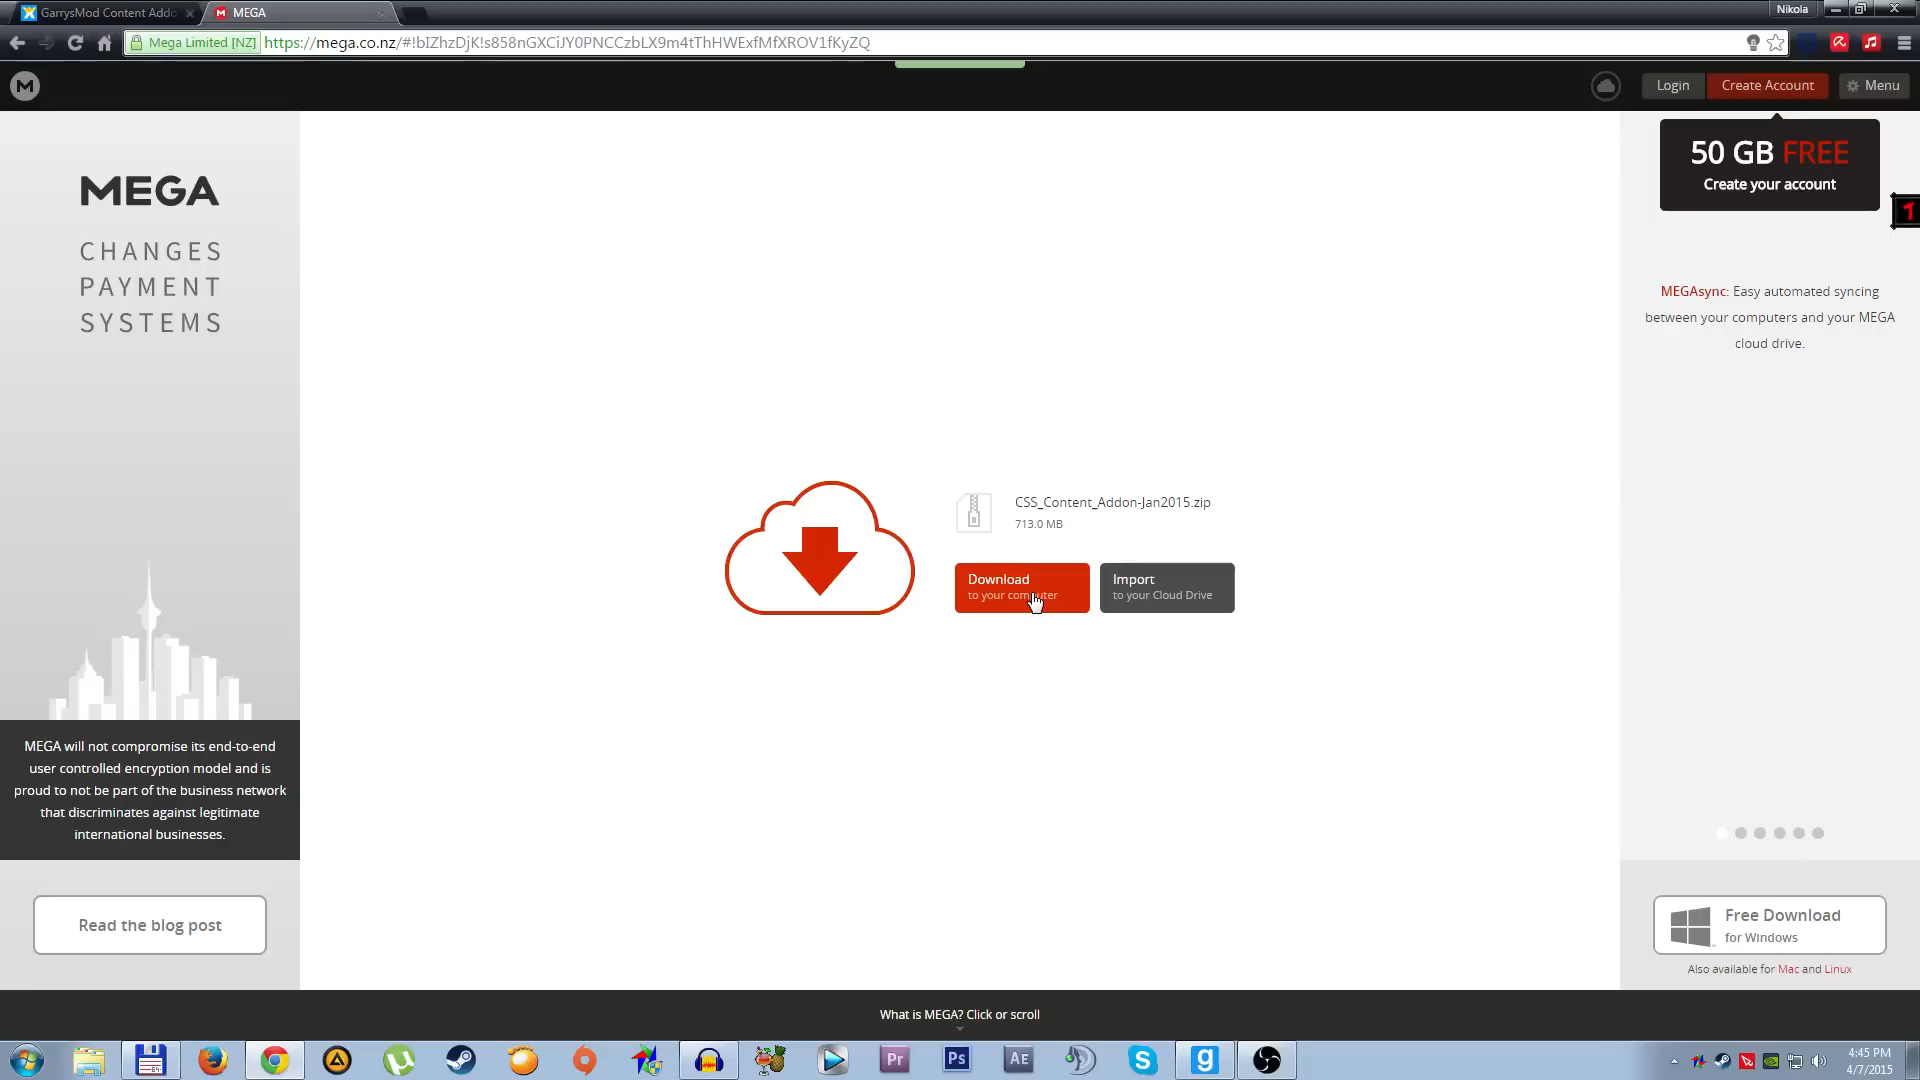 GarrysMod Content Addo
MEGA
Nikola
Mega Limited [NZ]
https://mega.co.nz/#!bIZhzDjK!s858nGXCiJY0PNCCzbLX9m4tThHWExfMfXROV1fKyZQ
M
Login
Create Account
Menu
50 GB FREE
Create your account
MEGA
CHANGES
PAYMENT
SYSTEMS
MEGAsync: Easy automated syncing
between your computers and your MEGA
cloud drive.
CSS_Content_Addon-Jan2015.zip
713.0 MB
Download
to your computer
Import
to your Cloud Drive
MEGA will not compromise its end-to-end
user controlled encryption model and is
proud to not be part of the business network
that discriminates against legitimate
international businesses.
Read the blog post
Free Download
for Windows
Also available for Mac and Linux
What is MEGA? Click or scroll
64
Pr
Ps
AE
S
g
4:45 PM
4/7/2015